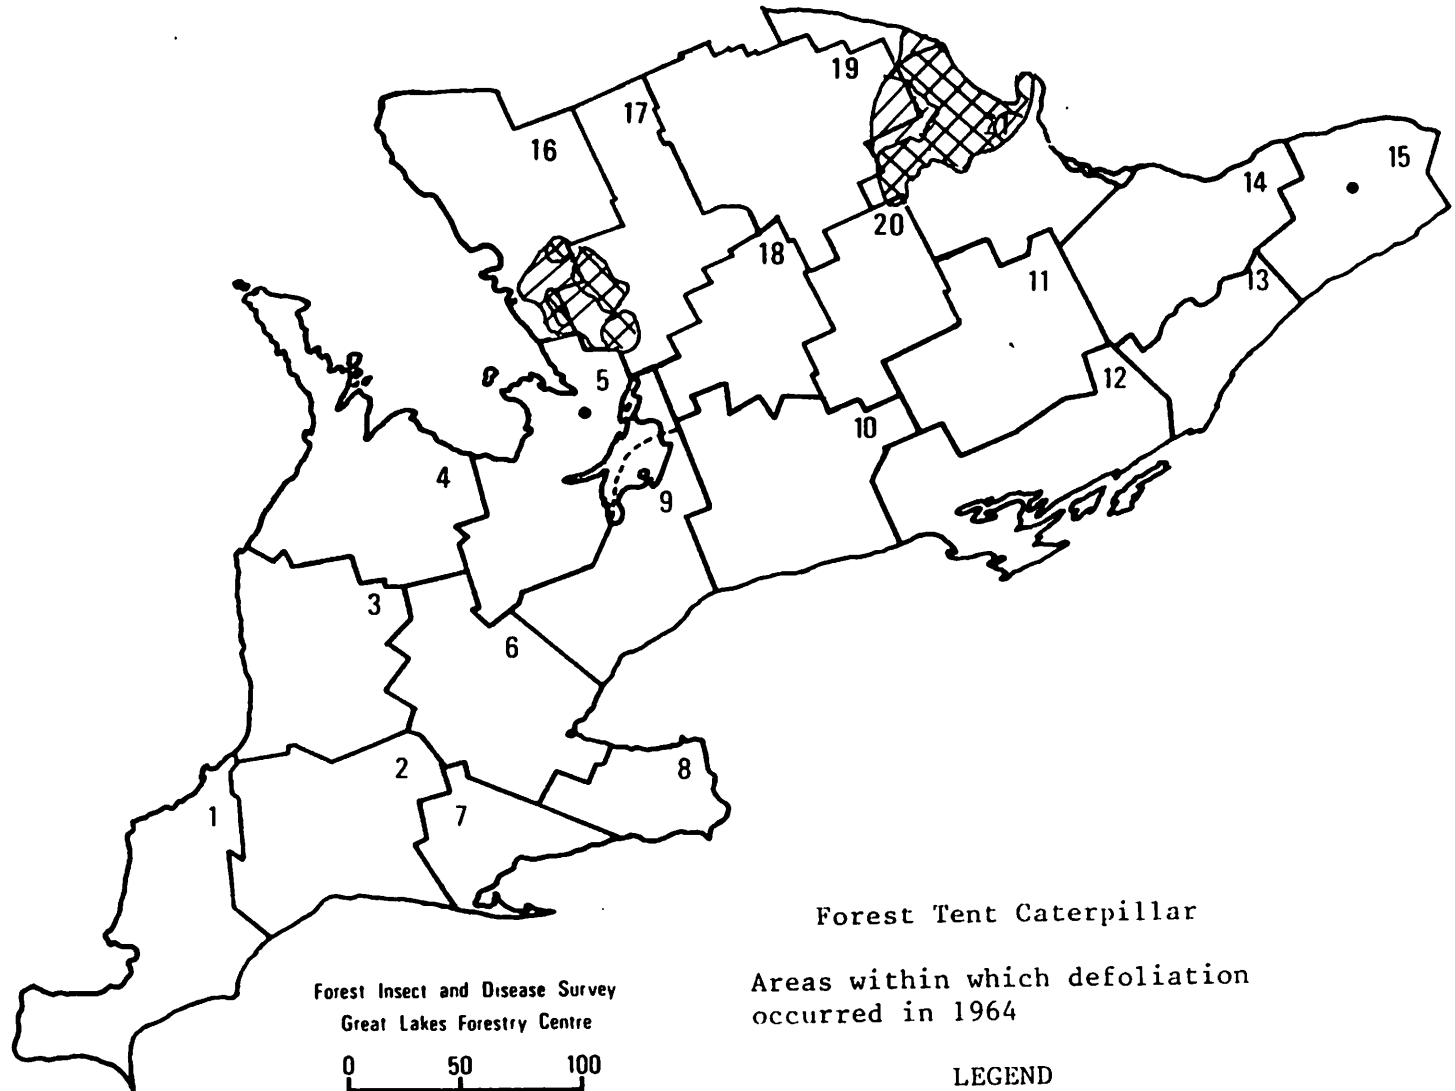 19
17
16
15
14
20
18
11
13
5
12
10
4
9
3
6
2
8
1
7
Forest Tent Caterpillar
Areas within which defoliation
occurred in 1964
Forest Insect and Disease Survey
Great Lakes Forestry Centre
0 50 100
LEGEND